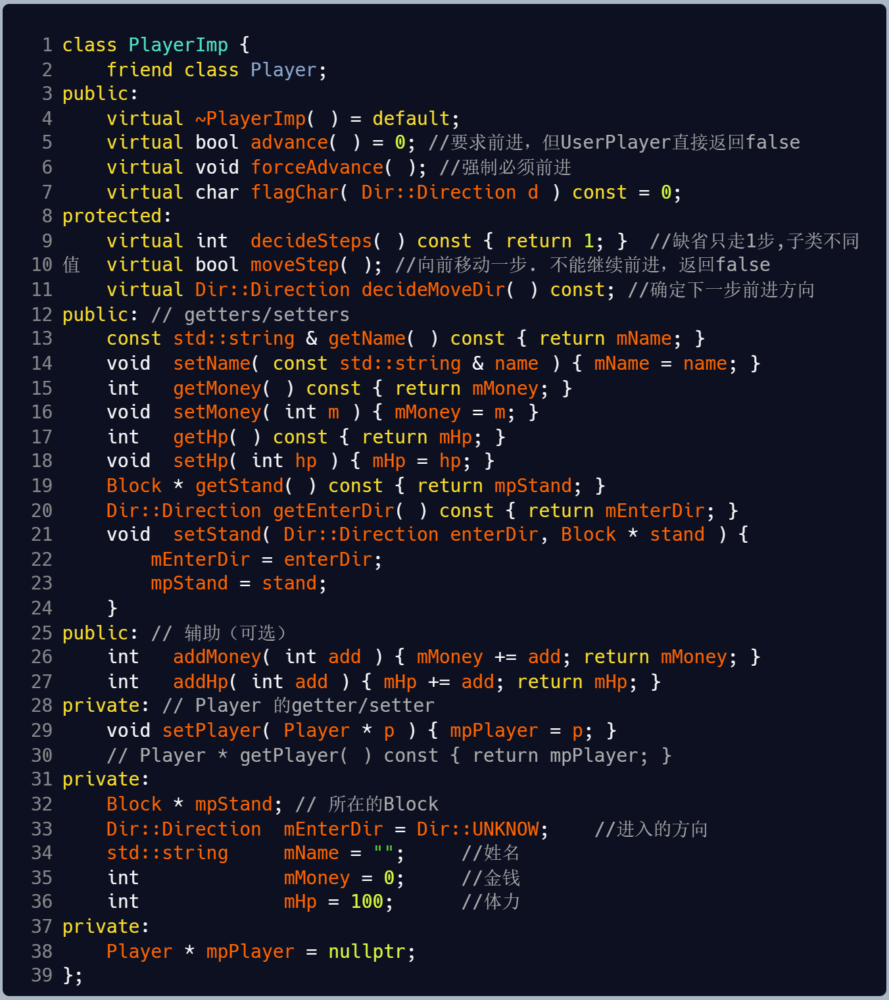 1 class PlayerImp {
2     friend class Player;
3 public:
4     virtual ~PlayerImp( ) = default;
5     virtual bool advance( ) = 0; //要求前进，但UserPlayer直接返回false
6     virtual void forceAdvance( ); //强制必须前进
7     virtual char flagChar( Dir::Direction d ) const = 0;
8 protected:
9     virtual int  decideSteps( ) const { return 1; }  //缺省只走1步,子类不同
10 值  virtual bool moveStep( ); //向前移动一步. 不能继续前进，返回false
11     virtual Dir::Direction decideMoveDir( ) const; //确定下一步前进方向
12 public: // getters/setters
13     const std::string & getName( ) const { return mName; }
14     void  setName( const std::string & name ) { mName = name; }
15     int   getMoney( ) const { return mMoney; }
16     void  setMoney( int m ) { mMoney = m; }
17     int   getHp( ) const { return mHp; }
18     void  setHp( int hp ) { mHp = hp; }
19     Block * getStand( ) const { return mpStand; }
20     Dir::Direction getEnterDir( ) const { return mEnterDir; }
21     void  setStand( Dir::Direction enterDir, Block * stand ) {
22         mEnterDir = enterDir;
23         mpStand = stand;
24     }
25 public: // 辅助（可选）
26     int   addMoney( int add ) { mMoney += add; return mMoney; }
27     int   addHp( int add ) { mHp += add; return mHp; }
28 private: // Player 的getter/setter
29     void setPlayer( Player * p ) { mpPlayer = p; }
30     // Player * getPlayer( ) const { return mpPlayer; }
31 private:
32     Block * mpStand; // 所在的Block
33     Dir::Direction  mEnterDir = Dir::UNKNOW;    //进入的方向
34     std::string     mName = "";     //姓名
35     int             mMoney = 0;     //金钱
36     int             mHp = 100;      //体力
37 private:
38     Player * mpPlayer = nullptr;
39 };